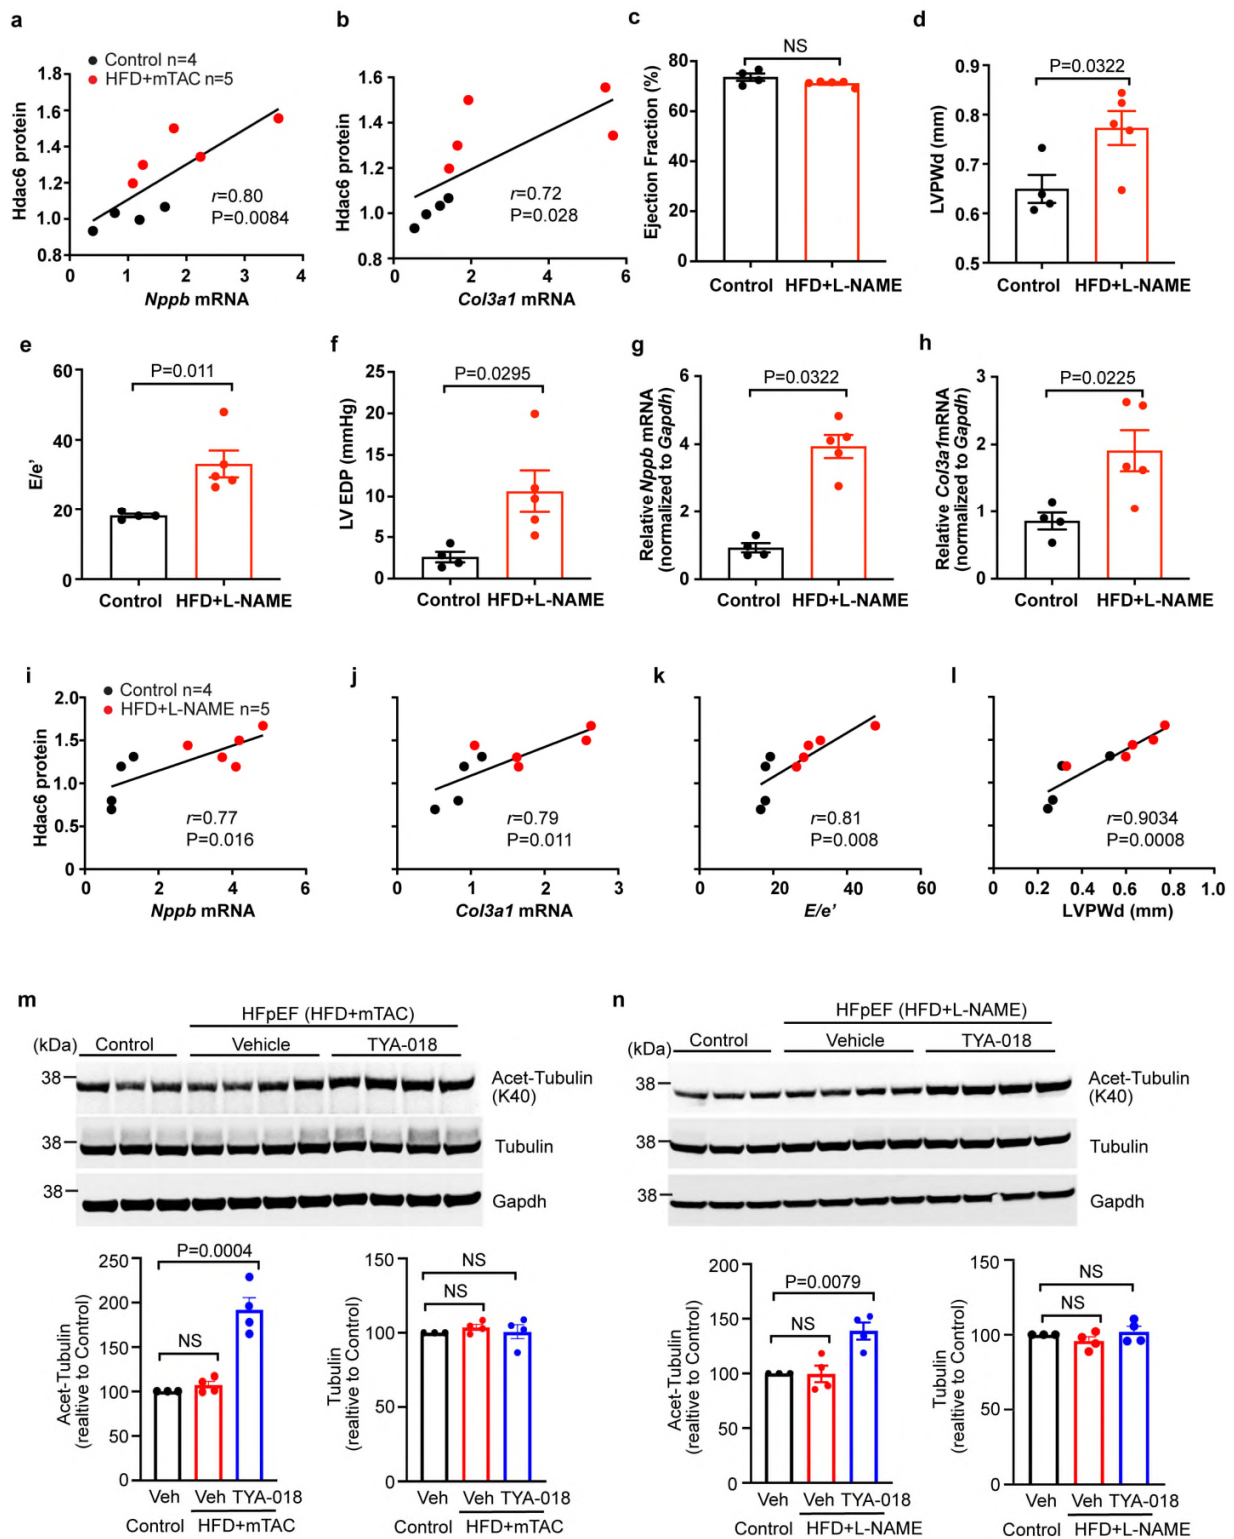 a
b
c
d
Control n=4
HFD+mTAC n=5
Hdac6 protein
1.8
1.6
1.4
1.2
1.0
0.8
r=0.80
P=0.0084
0
1
2
3
4
Nppb mRNA
Hdac6 protein
1.6
1.4
1.2
1.0
0.8
r=0.72
P=0.028
0
2
4
6
Col3a1 mRNA
Ejection Fraction (%)
80
60
40
20
0
NS
Control
HFD+L-NAME
LVPWd (mm)
0.9
0.8
0.7
0.6
0.5
P=0.0322
Control
HFD+L-NAME
e
f
g
h
E/e'
60
40
20
0
P=0.011
Control
HFD+L-NAME
LV EDP (mmHg)
25
20
15
10
5
0
P=0.0295
Control
HFD+L-NAME
Relative Nppb mRNA
(normalized to Gapdh)
6
4
2
0
P=0.0322
Control
HFD+L-NAME
Relative Col3a1mRNA
(normalized to Gapdh)
3
2
1
0
P=0.0225
Control
HFD+L-NAME
i
j
k
l
Control n=4
HFD+L-NAME n=5
Hdac6 protein
2.0
1.5
1.0
0.5
0
r=0.77
P=0.016
0
2
4
6
Nppb mRNA
r=0.79
P=0.011
0
1
2
3
Col3a1 mRNA
r=0.81
P=0.008
0
20
40
60
E/e'
r=0.9034
P=0.0008
0
0.2
0.4
0.6
0.8
1.0
LVPWd (mm)
m
HFpEF (HFD+mTAC)
(kDa)
Control
Vehicle
TYA-018
38
Acet-Tubulin
(K40)
38
Tubulin
38
Gapdh
Acet-Tubulin
(realtive to Control)
250
200
150
100
50
0
P=0.0004
NS
Veh
Veh
TYA-018
Control
HFD+mTAC
Tubulin
(realtive to Control)
150
100
50
0
NS
NS
Veh
Veh
TYA-018
Control
HFD+mTAC
n
HFpEF (HFD+L-NAME)
(kDa)
Control
Vehicle
TYA-018
38
Acet-Tubulin
(K40)
38
Tubulin
38
Gapdh
Acet-Tubulin
(realtive to Control)
200
150
100
50
0
P=0.0079
NS
Veh
Veh
TYA-018
Control
HFD+L-NAME
Tubulin
(realtive to Control)
150
100
50
0
NS
NS
Veh
Veh
TYA-018
Control
HFD+L-NAME